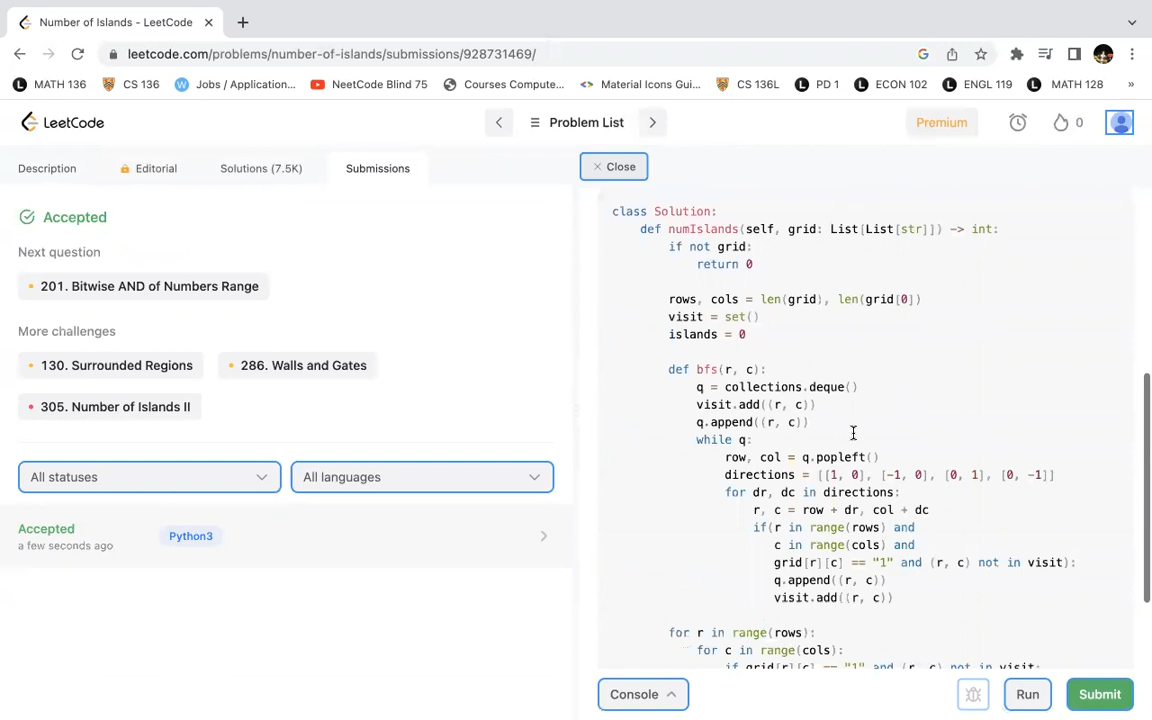 Number of Islands - LeetCode
leetcode.com/problems/number-of-islands/submissions/928731469/
MATH 136 CS 136 Jobs / Application... NeetCode Blind 75 Courses Compute... Material Icons Gui... CS 136L PD 1 ECON 102 ENGL 119 MATH 128 »
LeetCode Problem List Premium 0
Description Editorial Solutions (7.5K) Submissions
Close
Accepted
Next question
201. Bitwise AND of Numbers Range
More challenges
130. Surrounded Regions 286. Walls and Gates
305. Number of Islands II
All statuses All languages
Accepted
a few seconds ago
Python3
class Solution:
def numIslands(self, grid: List[List[str]]) -> int:
if not grid:
return 0
rows, cols = len(grid), len(grid[0])
visit = set()
islands = 0
def bfs(r, c):
q = collections.deque()
visit.add((r, c))
q.append((r, c))
while q:
row, col = q.popleft()
directions = [[1, 0], [-1, 0], [0, 1], [0, -1]]
for dr, dc in directions:
r, c = row + dr, col + dc
if(r in range(rows) and
c in range(cols) and
grid[r][c] == "1" and (r, c) not in visit):
q.append((r, c))
visit.add((r, c))
for r in range(rows):
for c in range(cols):
if grid[r][c] == "1" and (r, c) not in visit:
Console Run Submit